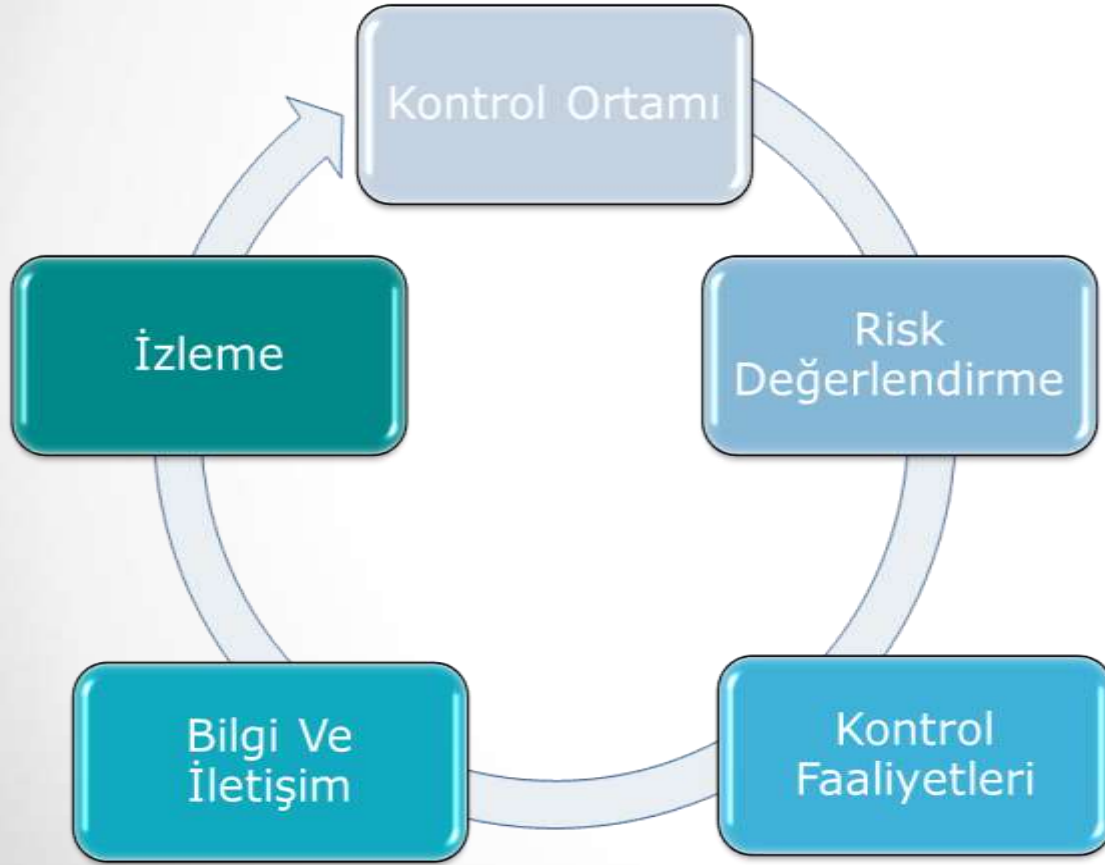 Kontrol Ortamı
Risk
Değerlendirme
Kontrol
Faaliyetleri
Bilgi Ve
İletişim
İzleme